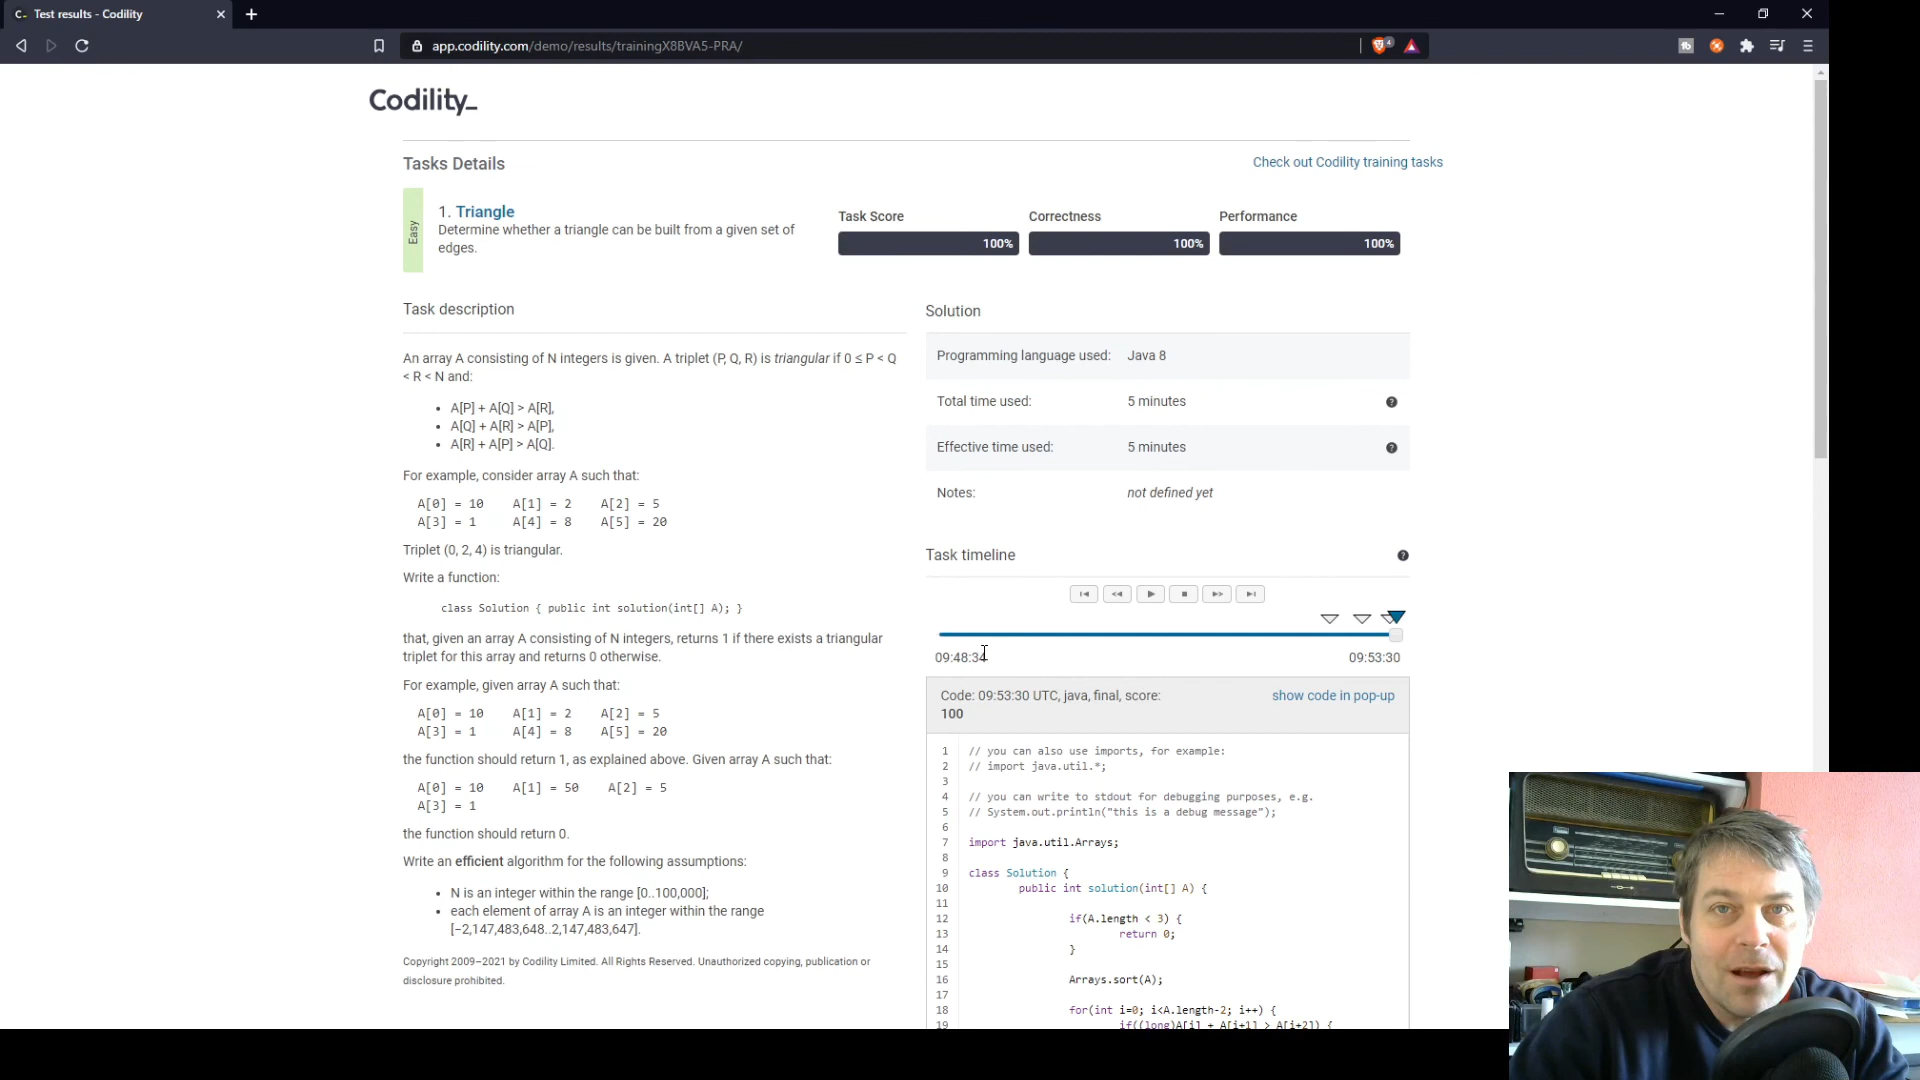 Test results - Codility
app.codility.com/demo/results/trainingX8BVA5-PRA/
4
Codility_
Tasks Details
Check out Codility training tasks
Easy
1. Triangle
Determine whether a triangle can be built from a given set of
edges.
Task Score
Correctness
Performance
100%
100%
100%
Task description
An array A consisting of N integers is given. A triplet (P, Q, R) is triangular if 0 ≤ P < Q
< R < N and:
• A[P] + A[Q] > A[R],
• A[Q] + A[R] > A[P],
• A[R] + A[P] > A[Q].
For example, consider array A such that:
A[0] = 10 A[1] = 2 A[2] = 5
A[3] = 1 A[4] = 8 A[5] = 20
Triplet (0, 2, 4) is triangular.
Write a function:
class Solution { public int solution(int[] A); }
that, given an array A consisting of N integers, returns 1 if there exists a triangular
triplet for this array and returns 0 otherwise.
For example, given array A such that:
A[0] = 10 A[1] = 2 A[2] = 5
A[3] = 1 A[4] = 8 A[5] = 20
the function should return 1, as explained above. Given array A such that:
A[0] = 10 A[1] = 50 A[2] = 5
A[3] = 1
the function should return 0.
Write an efficient algorithm for the following assumptions:
• N is an integer within the range [0..100,000];
• each element of array A is an integer within the range
[−2,147,483,648..2,147,483,647].
Copyright 2009–2021 by Codility Limited. All Rights Reserved. Unauthorized copying, publication or
disclosure prohibited.
Solution
Programming language used: Java 8
Total time used: 5 minutes ?
Effective time used: 5 minutes ?
Notes: not defined yet
Task timeline ?
09:48:34 09:53:30
Code: 09:53:30 UTC, java, final, score:
100
show code in pop-up
1 // you can also use imports, for example:
2 // import java.util.*;
3
4 // you can write to stdout for debugging purposes, e.g.
5 // System.out.println("this is a debug message");
6
7 import java.util.Arrays;
8
9 class Solution {
10 public int solution(int[] A) {
11
12 if(A.length < 3) {
13 return 0;
14 }
15
16 Arrays.sort(A);
17
18 for(int i=0; i<A.length-2; i++) {
19 if((long)A[i] + A[i+1] > A[i+2]) {